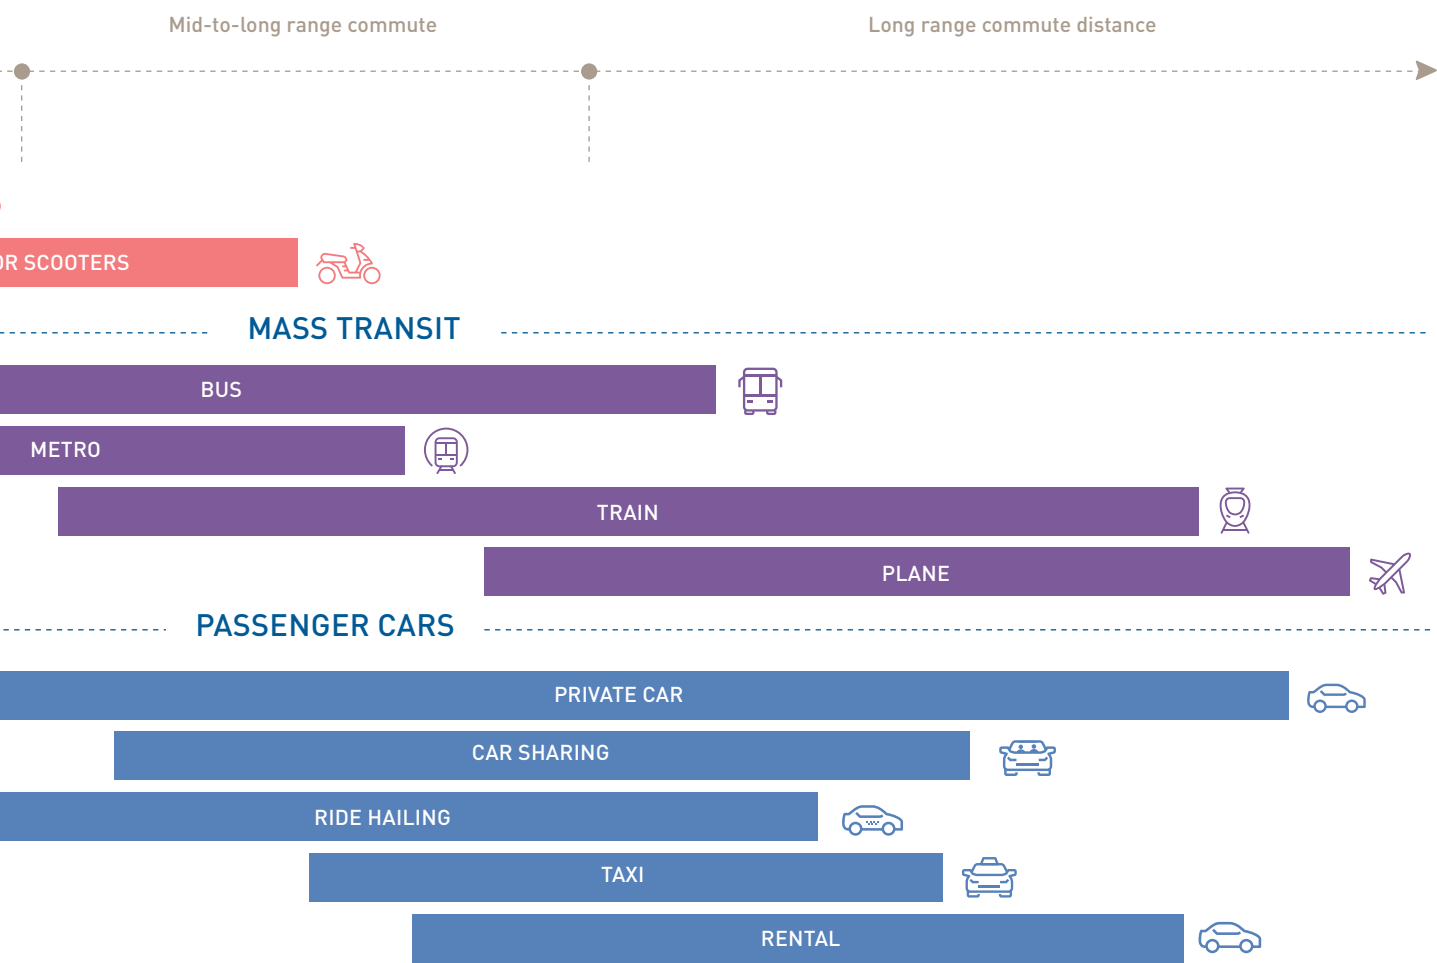 Mid-to-long range commute
Long range commute distance
OR SCOOTERS
MASS TRANSIT
BUS
METRO
TRAIN
PLANE
PASSENGER CARS
PRIVATE CAR
CAR SHARING
RIDE HAILING
TAXI
RENTAL